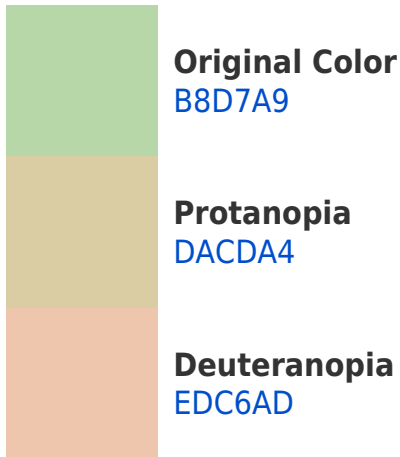 Original Color
B8D7A9
Protanopia
DACDA4
Deuteranopia
EDC6AD